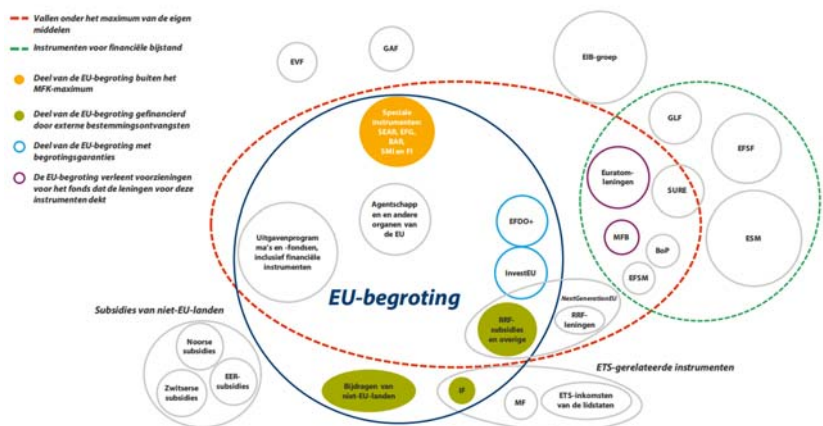 Vallen onder het maximum van de eigen
middelen
Instrumenten voor financiële bijstand
Deel van de EU-begroting buiten het
MFK-maximum
Deel van de EU-begroting gefinancierd
door externe bestemmingsontvangsten
Deel van de EU-begroting met
begrotingsgaranties
De EU-begroting verleent voorzieningen
voor het fonds dat de leningen voor deze
instrumenten dekt
EVF
GAF
EIB-groep
Speciale
instrumenten:
SEAR, EFG,
BAR,
SMI en FI
GLF
EFSF
Euratom-
leningen
SURE
ESM
MFB
BoP
EFSM
Agentschapp
en en andere
organen van
de EU
Uitgavenprogram
ma's en -fondsen,
inclusief financiële
instrumenten
EFDO+
InvestEU
EU-begroting
NextGenerationEU
RRF-
subsidies
en overige
RRF-
leningen
Subsidies van niet-EU-landen
Noorse
subsidies
Zwitserse
subsidies
EER-
subsidies
Bijdragen van
niet-EU-landen
ETS-gerelateerde instrumenten
IF
MF
ETS-inkomsten
van de lidstaten